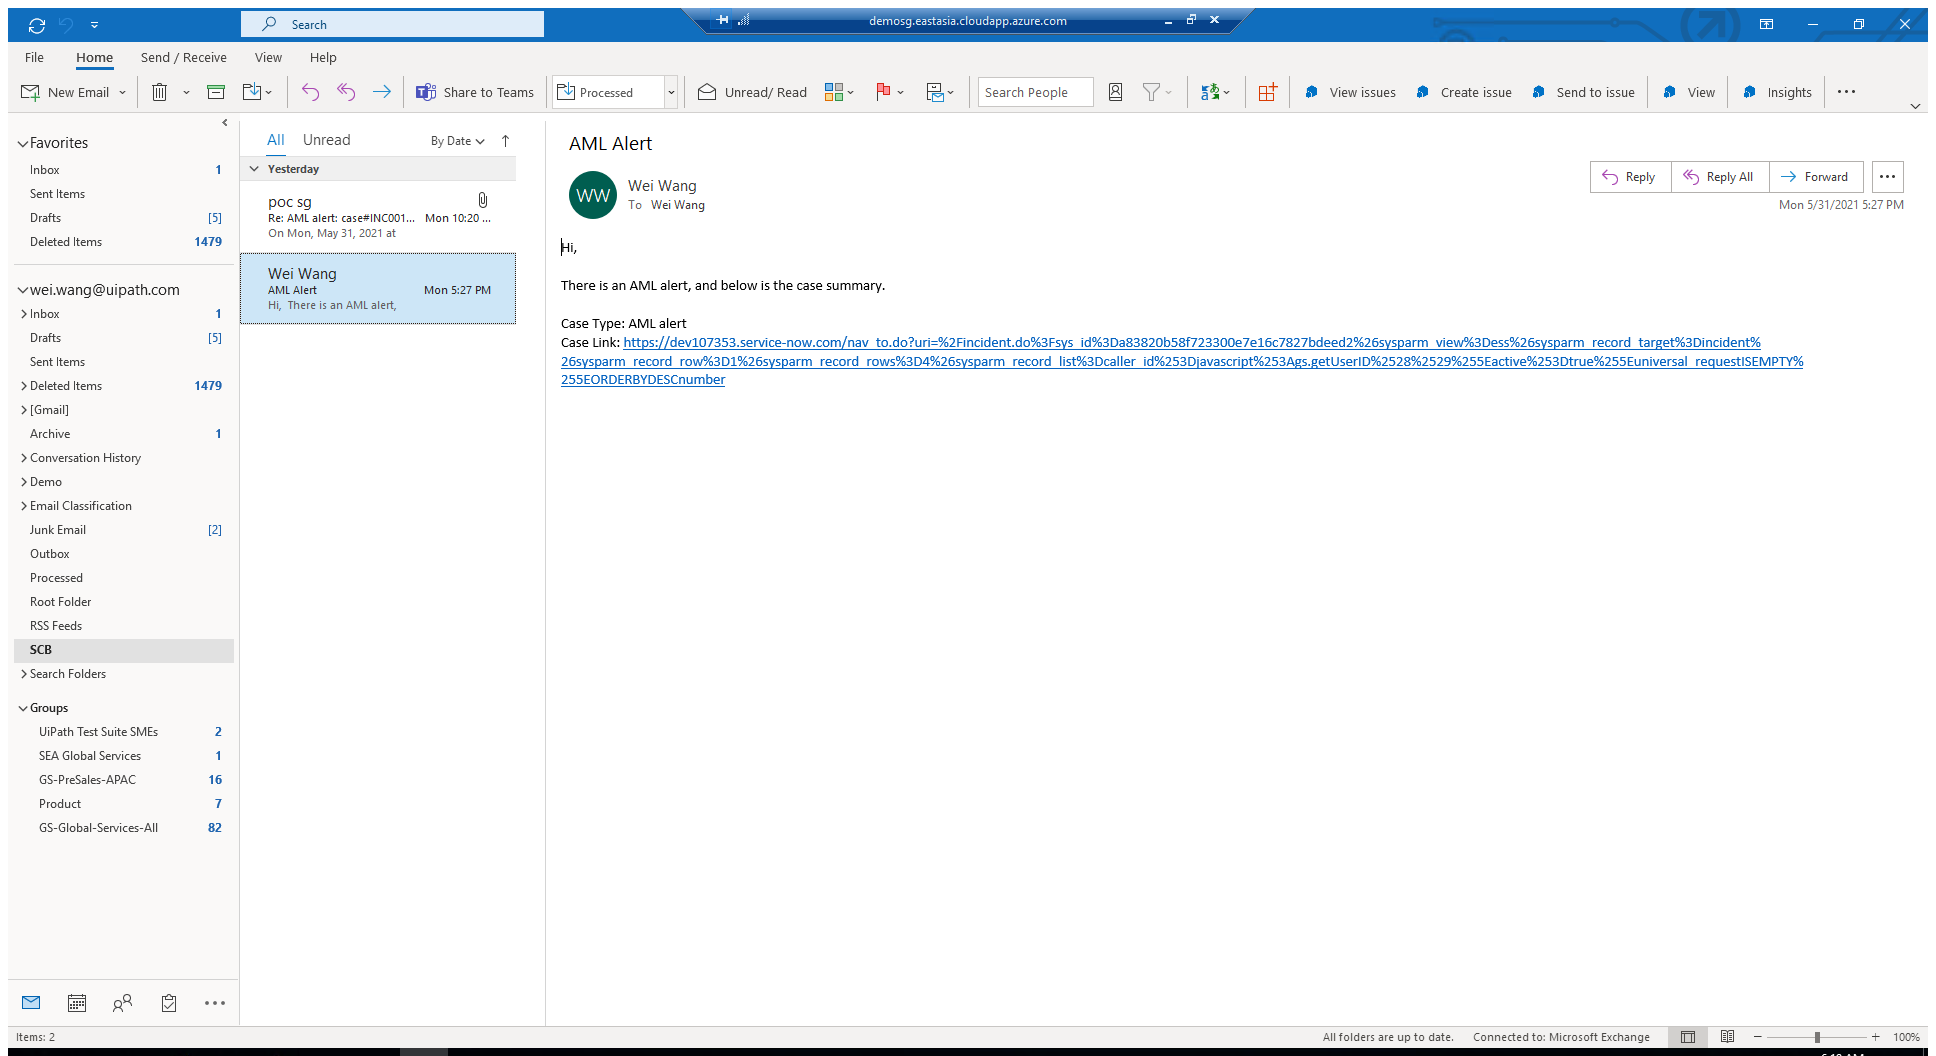 Search
demosg.eastasia.cloudapp.azure.com
File Home Send / Receive View Help
New Email Share to Teams Processed Unread/ Read Search People View issues Create issue Send to issue View Insights
Favorites
Inbox 1
Sent Items
Drafts [5]
Deleted Items 1479
wei.wang@uipath.com
Inbox 1
Drafts [5]
Sent Items
Deleted Items 1479
[Gmail]
Archive 1
Conversation History
Demo
Email Classification
Junk Email [2]
Outbox
Processed
Root Folder
RSS Feeds
SCB
Search Folders
Groups
UiPath Test Suite SMEs 2
SEA Global Services 1
GS-PreSales-APAC 16
Product 7
GS-Global-Services-All 82
All Unread By Date
Yesterday
poc sg
Re: AML alert: case#INC001... Mon 10:20 ...
On Mon, May 31, 2021 at
Wei Wang
AML Alert Mon 5:27 PM
Hi, There is an AML alert,
AML Alert
WW
Wei Wang
To Wei Wang
Reply Reply All Forward
Mon 5/31/2021 5:27 PM
Hi,
There is an AML alert, and below is the case summary.
Case Type: AML alert
Case Link: https://dev107353.service-now.com/nav_to.do?uri=%2Fincident.do%3Fsys_id%3Da83820b58f723300e7e16c7827bdeed2%26sysparm_view%3Dess%26sysparm_record_target%3Dincident%
26sysparm_record_row%3D1%26sysparm_record_rows%3D4%26sysparm_record_list%3Dcaller_id%253Djavascript%253Ags.getUserID%2528%2529%255Eactive%253Dtrue%255Euniversal_requestISEMPTY%
255EORDERBYDESCnumber
Items: 2
All folders are up to date. Connected to: Microsoft Exchange 100%